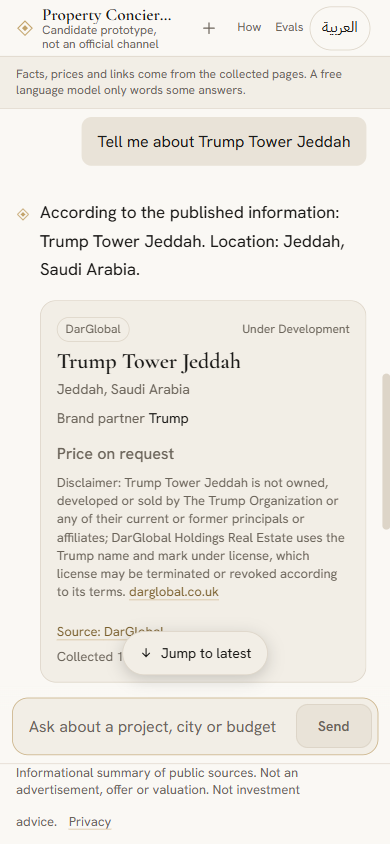 Property Concier...
Candidate prototype,
not an official channel
+
How
Evals
العربية
Facts, prices and links come from the collected pages. A free
language model only words some answers.
Tell me about Trump Tower Jeddah
According to the published information:
Trump Tower Jeddah. Location: Jeddah,
Saudi Arabia.
DarGlobal
Under Development
Trump Tower Jeddah
Jeddah, Saudi Arabia
Brand partner Trump
Price on request
Disclaimer: Trump Tower Jeddah is not owned,
developed or sold by The Trump Organization or
any of their current or former principals or
affiliates; DarGlobal Holdings Real Estate uses the
Trump name and mark under license, which
license may be terminated or revoked according
to its terms. darglobal.co.uk
Source: DarGlobal
Collected 1
↓ Jump to latest
Ask about a project, city or budget
Send
Informational summary of public sources. Not an
advertisement, offer or valuation. Not investment
advice. Privacy